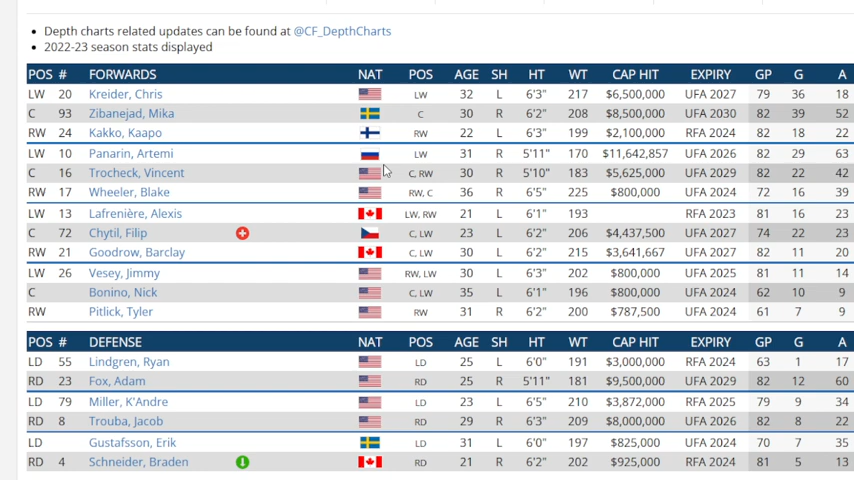 Depth charts related updates can be found at @CF_DepthCharts
2022-23 season stats displayed
POS # FORWARDS NAT POS AGE SH HT WT CAP HIT EXPIRY GP G A
LW 20 Kreider, Chris LW 32 L 6'3" 217 $6,500,000 UFA 2027 79 36 18
C 93 Zibanejad, Mika C 30 R 6'2" 208 $8,500,000 UFA 2030 82 39 52
RW 24 Kakko, Kaapo RW 22 L 6'3" 199 $2,100,000 RFA 2024 82 18 22
LW 10 Panarin, Artemi LW 31 R 5'11" 170 $11,642,857 UFA 2026 82 29 63
C 16 Trocheck, Vincent C, RW 30 R 5'10" 183 $5,625,000 UFA 2029 82 22 42
RW 17 Wheeler, Blake RW, C 36 R 6'5" 225 $800,000 UFA 2024 72 16 39
LW 13 Lafrenière, Alexis LW, RW 21 L 6'1" 193 RFA 2023 81 16 23
C 72 Chytil, Filip C, LW 23 L 6'2" 206 $4,437,500 UFA 2027 74 22 23
RW 21 Goodrow, Barclay C, LW 30 L 6'2" 215 $3,641,667 UFA 2027 82 11 20
LW 26 Vesey, Jimmy RW, LW 30 L 6'3" 202 $800,000 UFA 2025 81 11 14
C Bonino, Nick C, LW 35 L 6'1" 196 $800,000 UFA 2024 62 10 9
RW Pitlick, Tyler RW 31 R 6'2" 200 $787,500 UFA 2024 61 7 9
POS # DEFENSE NAT POS AGE SH HT WT CAP HIT EXPIRY GP G A
LD 55 Lindgren, Ryan LD 25 L 6'0" 191 $3,000,000 RFA 2024 63 1 17
RD 23 Fox, Adam RD 25 R 5'11" 181 $9,500,000 UFA 2029 82 12 60
LD 79 Miller, K'Andre LD 23 L 6'5" 210 $3,872,000 RFA 2025 79 9 34
RD 8 Trouba, Jacob RD 29 R 6'3" 209 $8,000,000 UFA 2026 82 8 22
LD Gustafsson, Erik LD 31 L 6'0" 197 $825,000 UFA 2024 70 7 35
RD 4 Schneider, Braden RD 21 R 6'2" 202 $925,000 RFA 2024 81 5 13